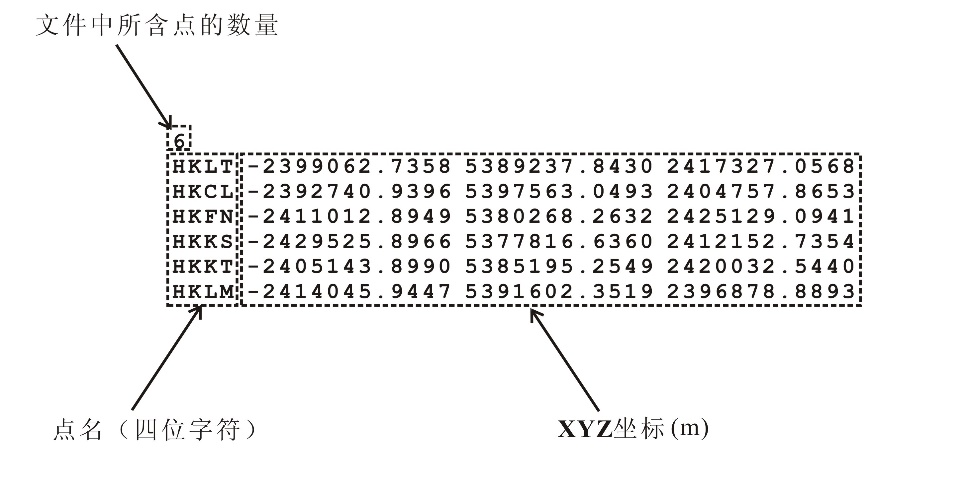 文件中所含点的数量
6
HKLT -2399062.7358 5389237.8430 2417327.0568
HKCL -2392740.9396 5397563.0493 2404757.8653
HKFN -2411012.8949 5380268.2632 2425129.0941
HKKS -2429525.8966 5377816.6360 2412152.7354
HKKT -2405143.8990 5385195.2549 2420032.5440
HKLM -2414045.9447 5391602.3519 2396878.8893
点名（四位字符）
XYZ坐标(m)